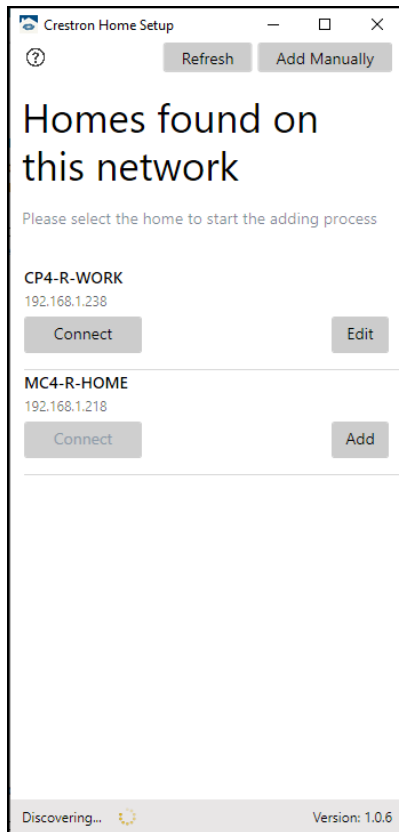 Crestron Home Setup
Refresh Add Manually
Homes found on
this network
Please select the home to start the adding process
CP4-R-WORK
192.168.1.238
Connect Edit
MC4-R-HOME
192.168.1.218
Connect Add
Discovering... Version: 1.0.6